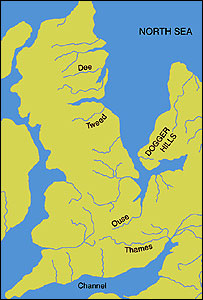 NORTH SEA
Dee
Tweed
DOGGER
HILLS
Ouse
Thames
Channel